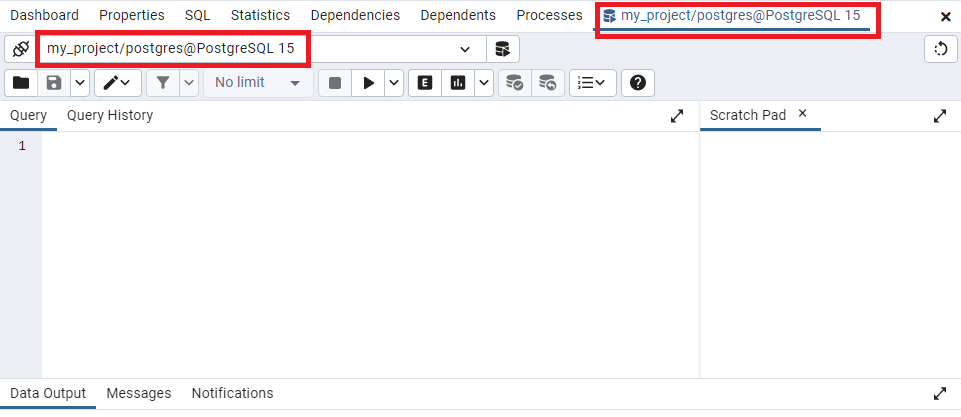 Dashboard Properties SQL Statistics Dependencies Dependents Processes my_project/postgres@PostgreSQL 15
my_project/postgres@PostgreSQL 15
No limit E
Query Query History Scratch Pad
1
Data Output Messages Notifications